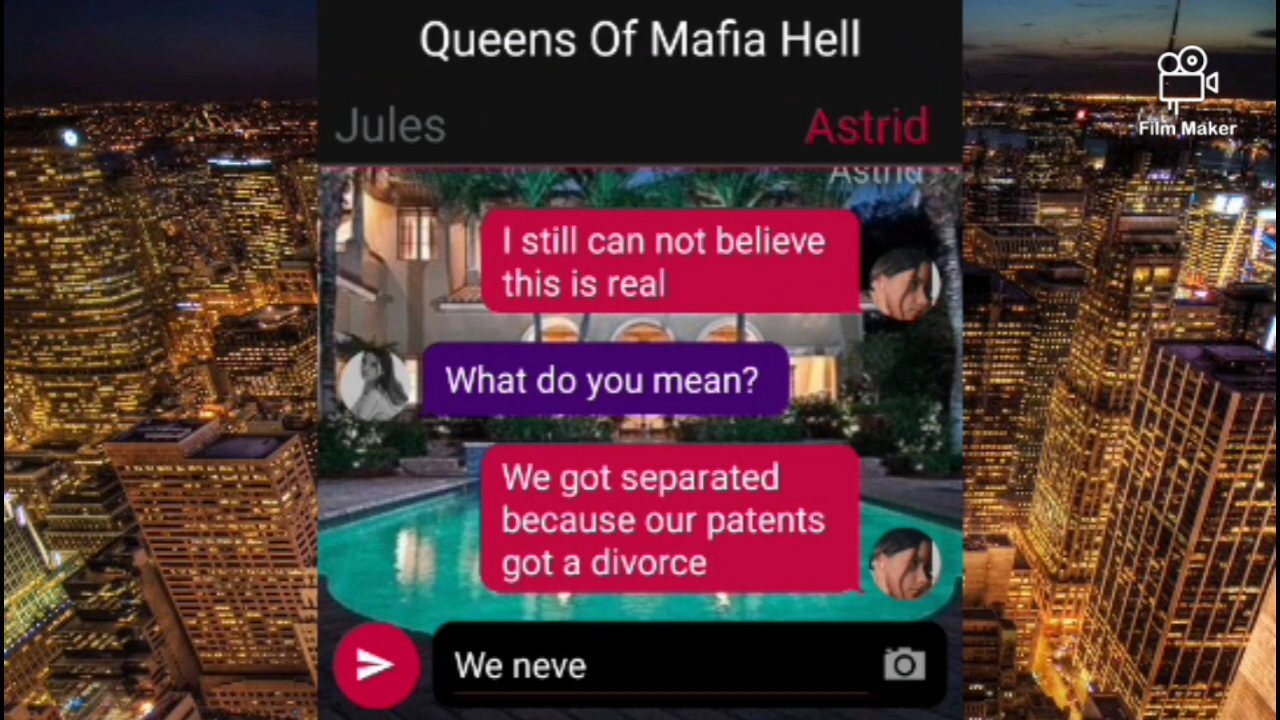 Queens Of Mafia Hell
Jules
Astrid
Film Maker
Astrid
I still can not believe
this is real
What do you mean?
We got separated
because our patents
got a divorce
We neve